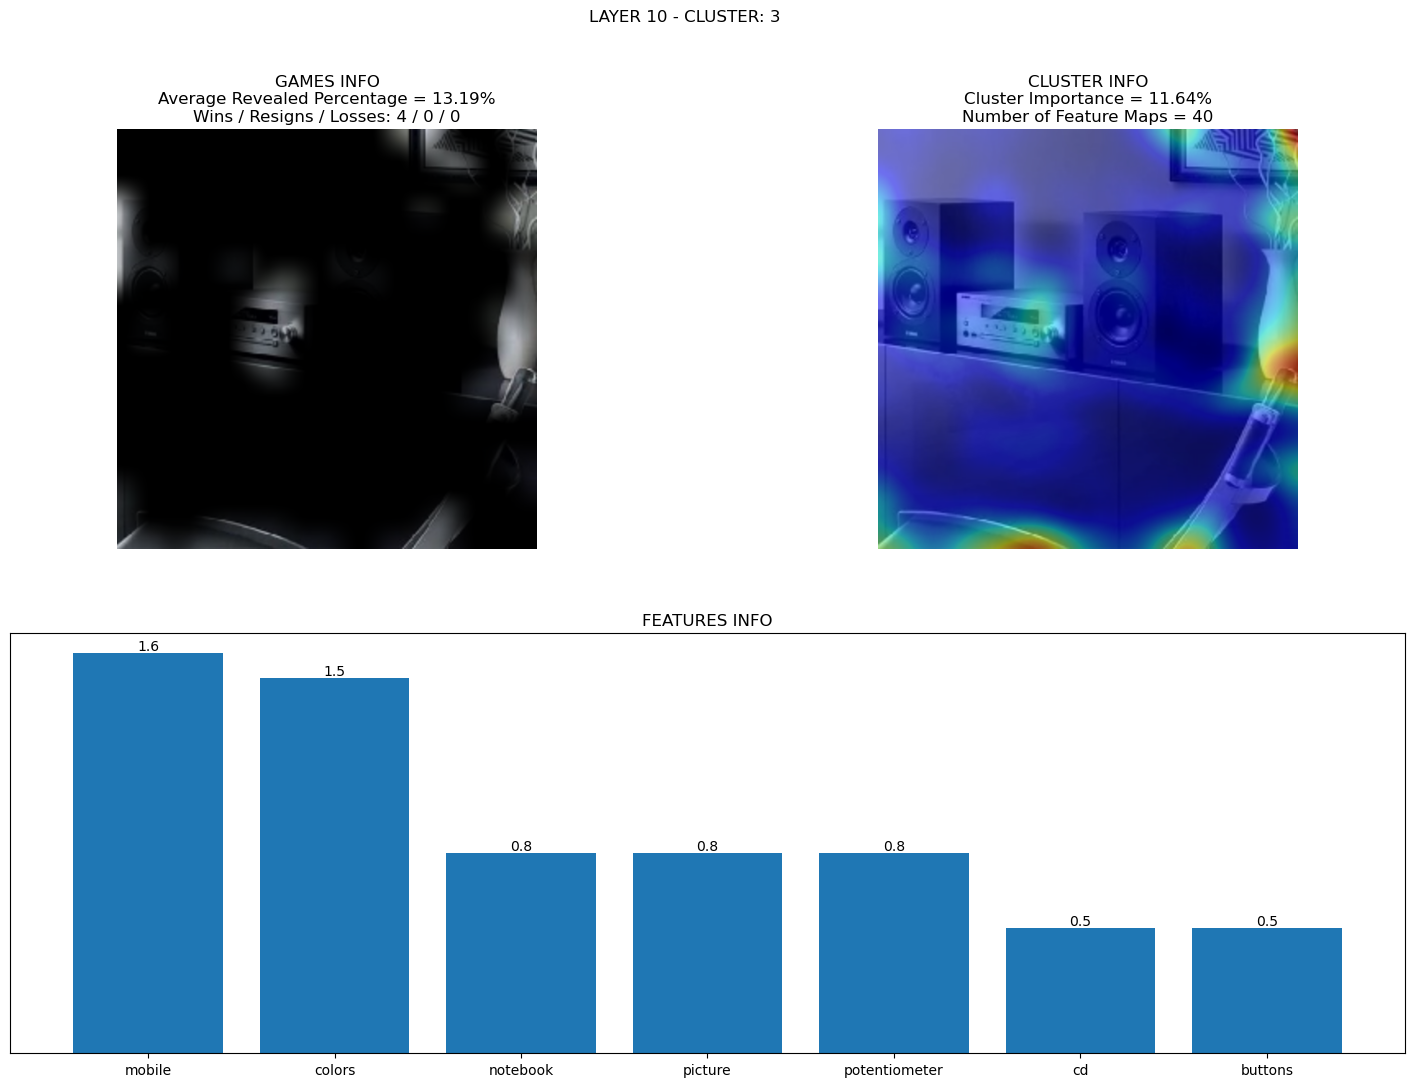 LAYER 10 - CLUSTER: 3
GAMES INFO
Average Revealed Percentage = 13.19%
Wins / Resigns / Losses: 4 / 0 / 0
CLUSTER INFO
Cluster Importance = 11.64%
Number of Feature Maps = 40
FEATURES INFO
1.6
1.5
0.8
0.8
0.8
0.5
0.5
mobile
colors
notebook
picture
potentiometer
cd
buttons